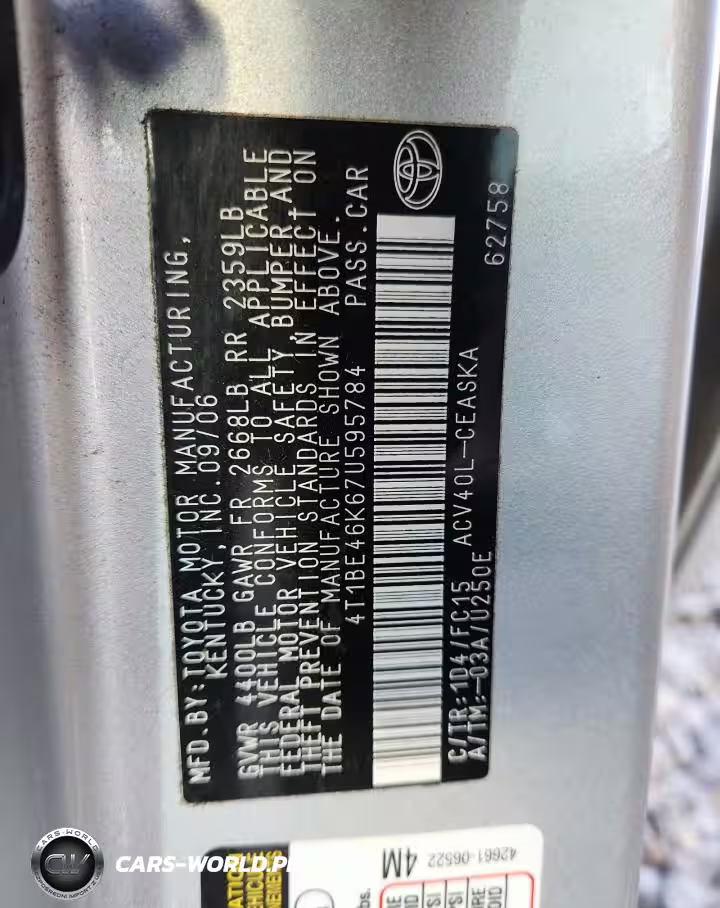 MFD.BY:TOYOTA MOTOR MANUFACTURING,
KENTUCKY, INC.09/06
GVWR 4400LB GAWR FR 2668LB RR 2359LB
THIS VEHICLE CONFORMS TO ALL APPLICABLE
FEDERAL MOTOR VEHICLE SAFETY, BUMPER, AND
THEFT PREVENTION STANDARDS IN EFFECT ON
THE DATE OF MANUFACTURE SHOWN ABOVE.
4T1BE46K67U595784 PASS.CAR
C/TR:1D4/FC15 ACV40L-CEASKA
A/TM:-03A/U250E 62758
42661-06522
4M
CARS-WORLD
CW
CARS-WORLD.P